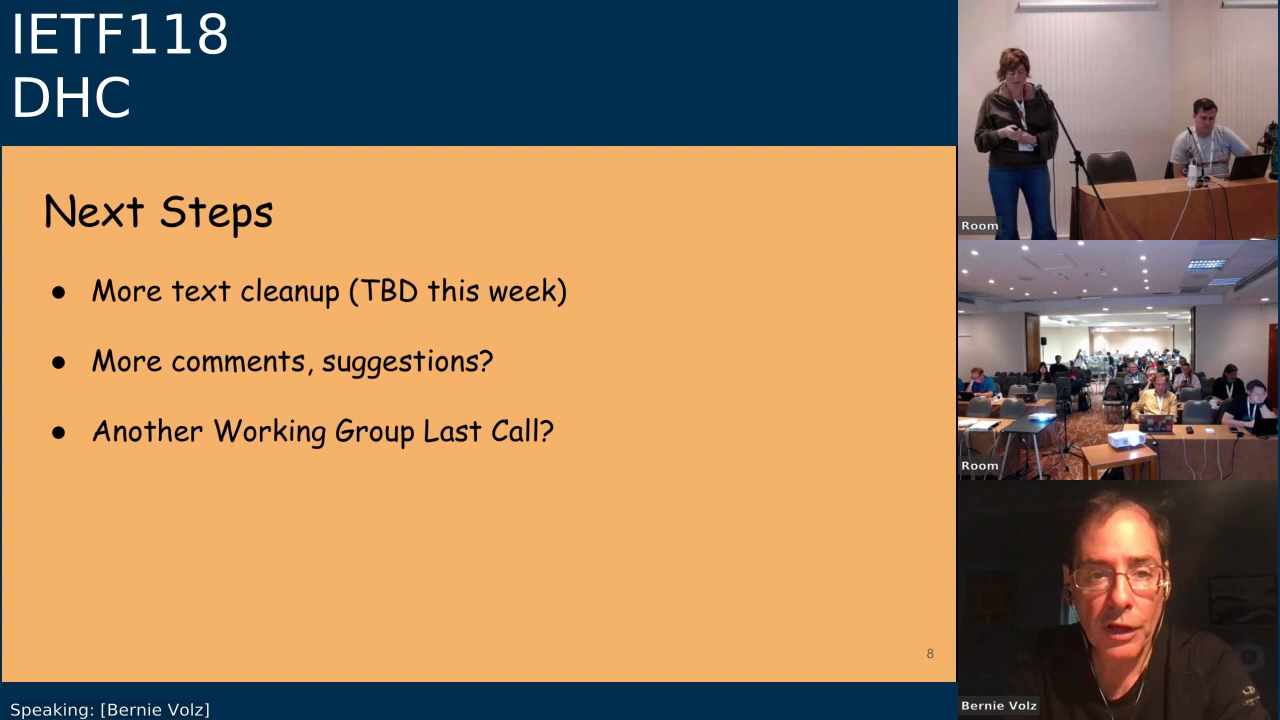 IETF118
DHC
Next Steps
● More text cleanup (TBD this week)
● More comments, suggestions?
● Another Working Group Last Call?
8
Speaking: [Bernie Volz]
Room
Room
Bernie Volz